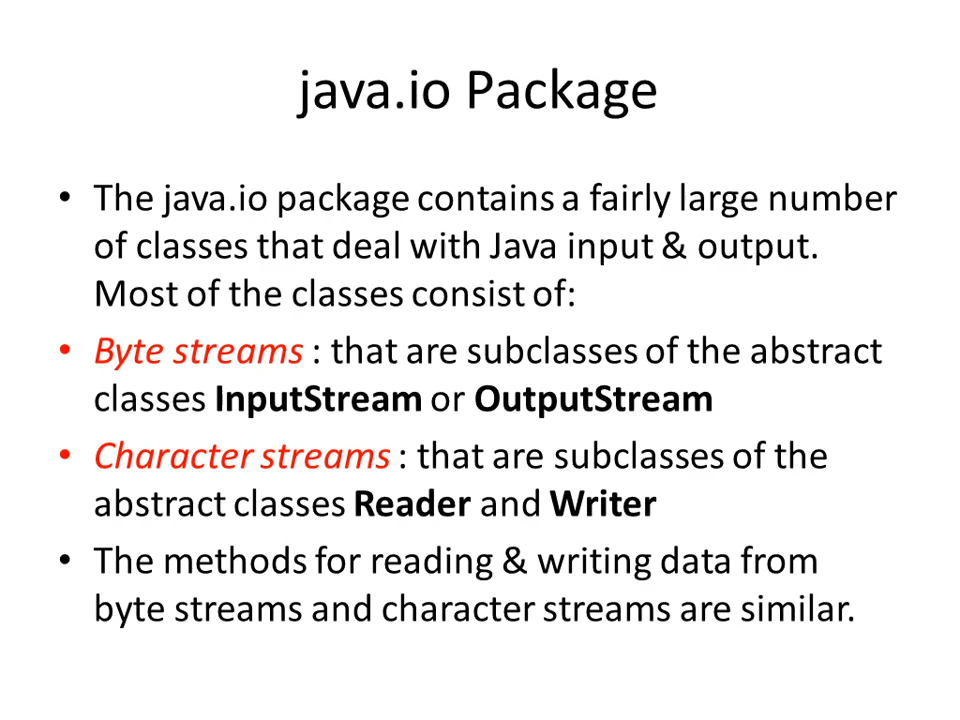 java.io Package
• The java.io package contains a fairly large number
of classes that deal with Java input & output.
Most of the classes consist of:
• Byte streams : that are subclasses of the abstract
classes InputStream or OutputStream
• Character streams : that are subclasses of the
abstract classes Reader and Writer
• The methods for reading & writing data from
byte streams and character streams are similar.